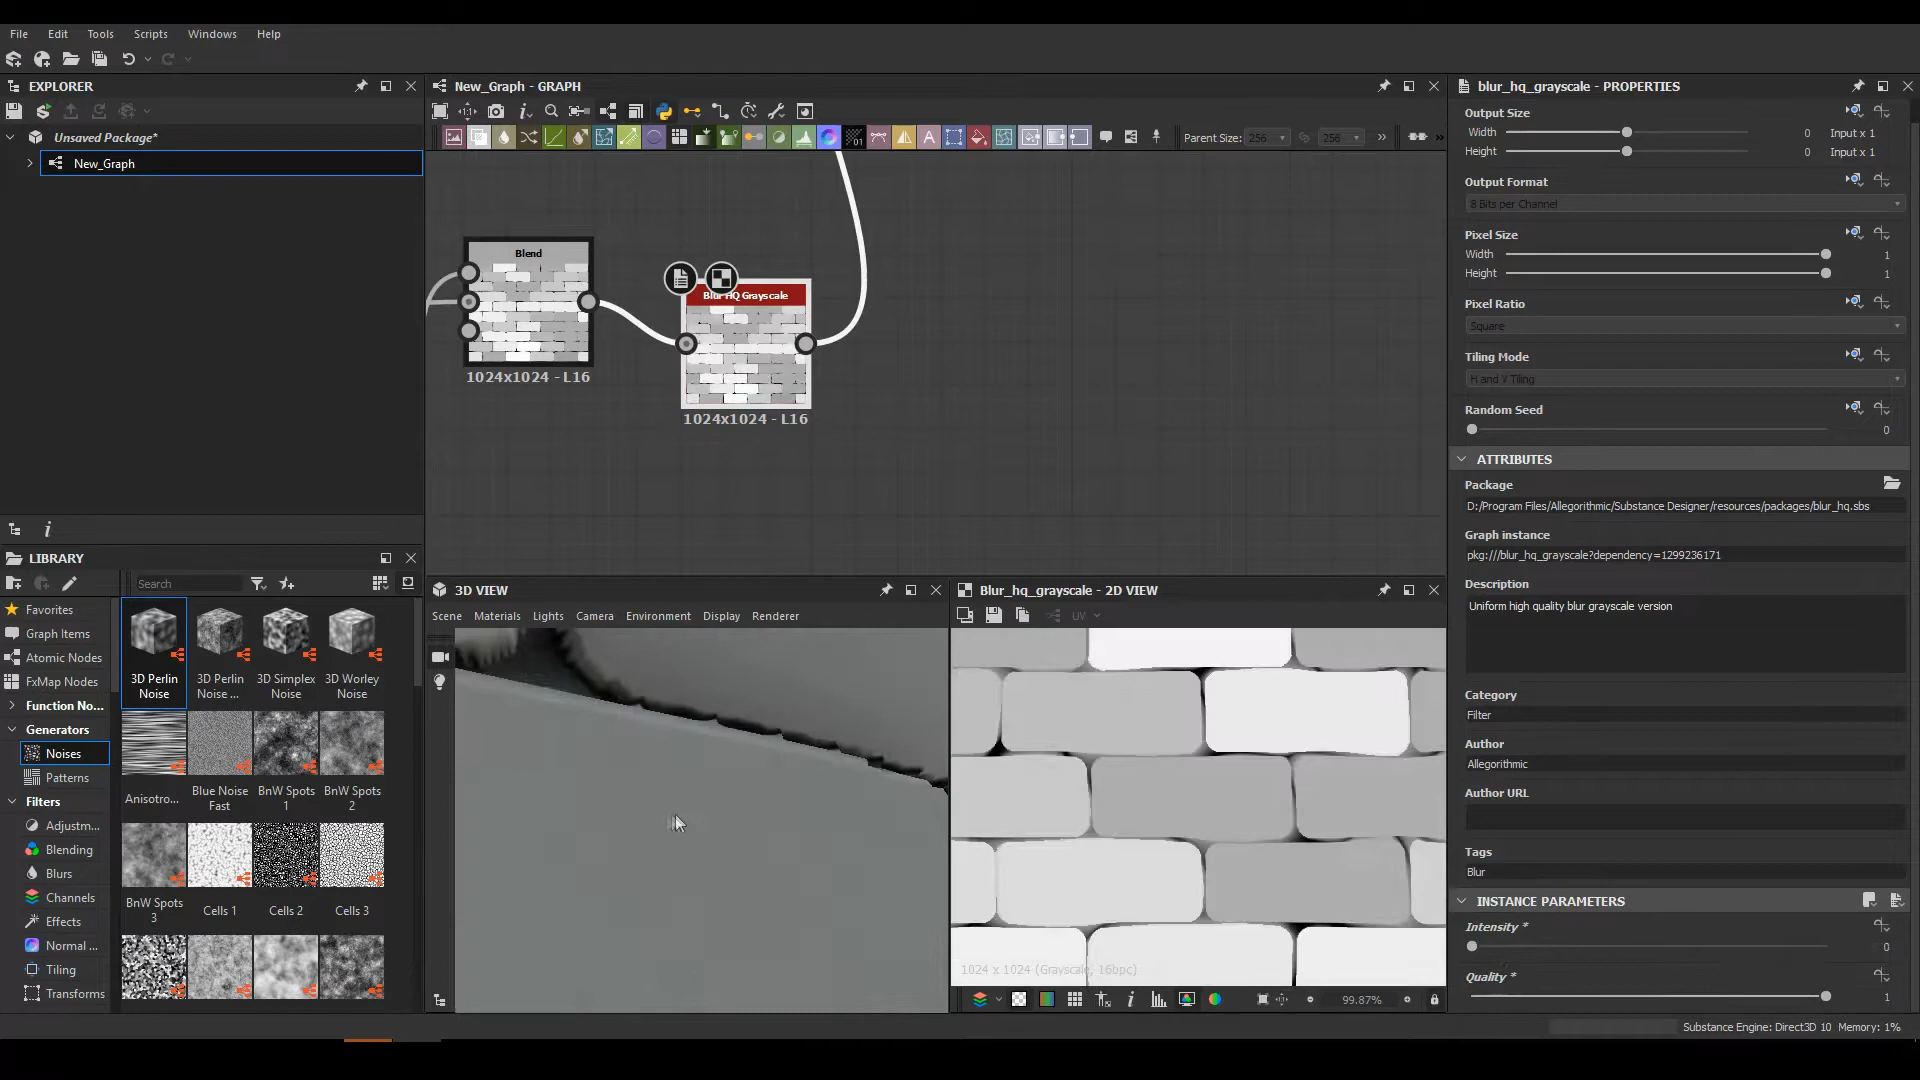 File Edit Tools Scripts Windows Help
EXPLORER
Unsaved Package*
New_Graph
New_Graph - GRAPH
Parent Size: 256 256
Blend
1024x1024 - L16
Blur HQ Grayscale
1024x1024 - L16
LIBRARY
Search
Favorites
Graph Items
Atomic Nodes
FxMap Nodes
Function No...
Generators
Noises
Patterns
Filters
Adjustm...
Blending
Blurs
Channels
Effects
Normal ...
Tiling
Transforms
3D Perlin Noise
3D Perlin Noise ...
3D Simplex Noise
3D Worley Noise
Anisotro...
Blue Noise Fast
BnW Spots 1
BnW Spots 2
BnW Spots 3
Cells 1
Cells 2
Cells 3
3D VIEW
Scene Materials Lights Camera Environment Display Renderer
Blur_hq_grayscale - 2D VIEW
UV
1024 x 1024 (Grayscale, 16bpc)
99.87%
blur_hq_grayscale - PROPERTIES
Output Size
Width 0 Input x 1
Height 0 Input x 1
Output Format
8 Bits per Channel
Pixel Size
Width 1
Height 1
Pixel Ratio
Square
Tiling Mode
H and V Tiling
Random Seed
0
ATTRIBUTES
Package
D:/Program Files/Allegorithmic/Substance Designer/resources/packages/blur_hq.sbs
Graph instance
pkg:///blur_hq_grayscale?dependency=1299236171
Description
Uniform high quality blur grayscale version
Category
Filter
Author
Allegorithmic
Author URL
Tags
Blur
INSTANCE PARAMETERS
Intensity *
0
Quality *
1
Substance Engine: Direct3D 10 Memory: 1%